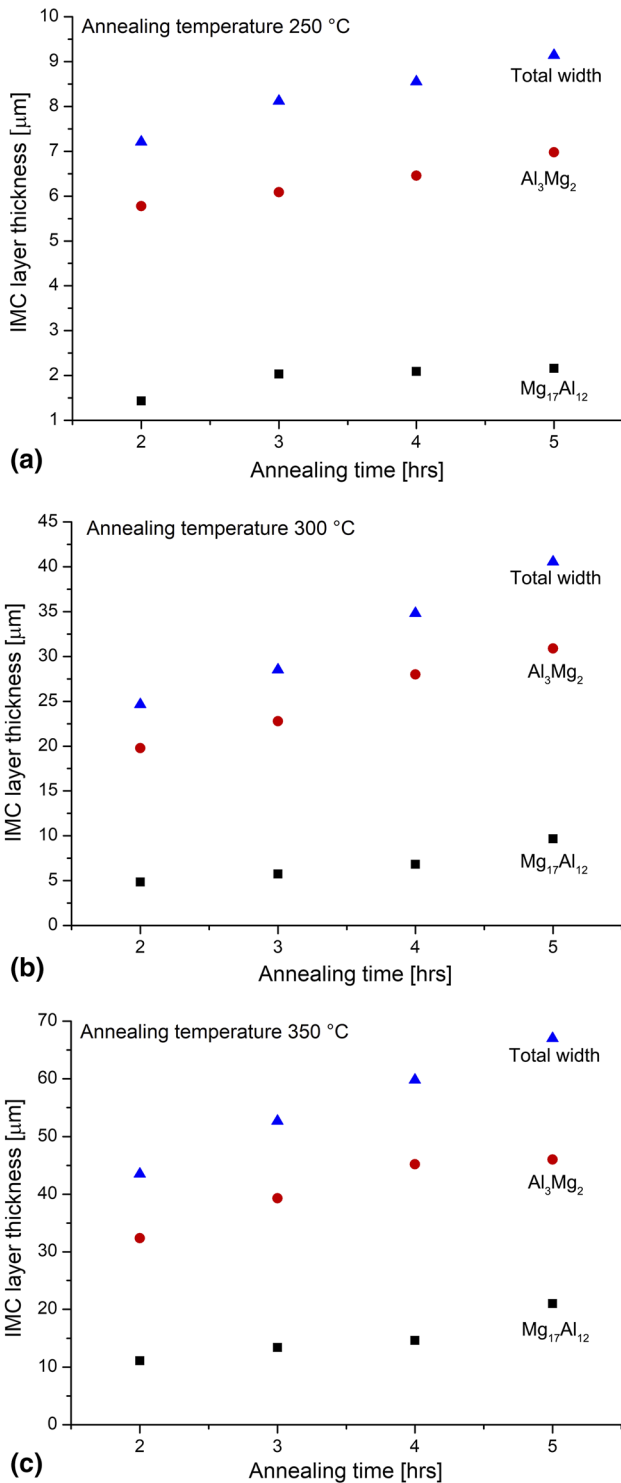 Annealing temperature 250 °C
10
9
8
7
6
5
4
3
2
1
IMC layer thickness [μm]
Total width
Al₃Mg₂
Mg₁₇Al₁₂
2 3 4 5
Annealing time [hrs]
(a)
Annealing temperature 300 °C
45
40
35
30
25
20
15
10
5
0
IMC layer thickness [μm]
Total width
Al₃Mg₂
Mg₁₇Al₁₂
2 3 4 5
Annealing time [hrs]
(b)
Annealing temperature 350 °C
70
60
50
40
30
20
10
0
IMC layer thickness [μm]
Total width
Al₃Mg₂
Mg₁₇Al₁₂
2 3 4 5
Annealing time [hrs]
(c)